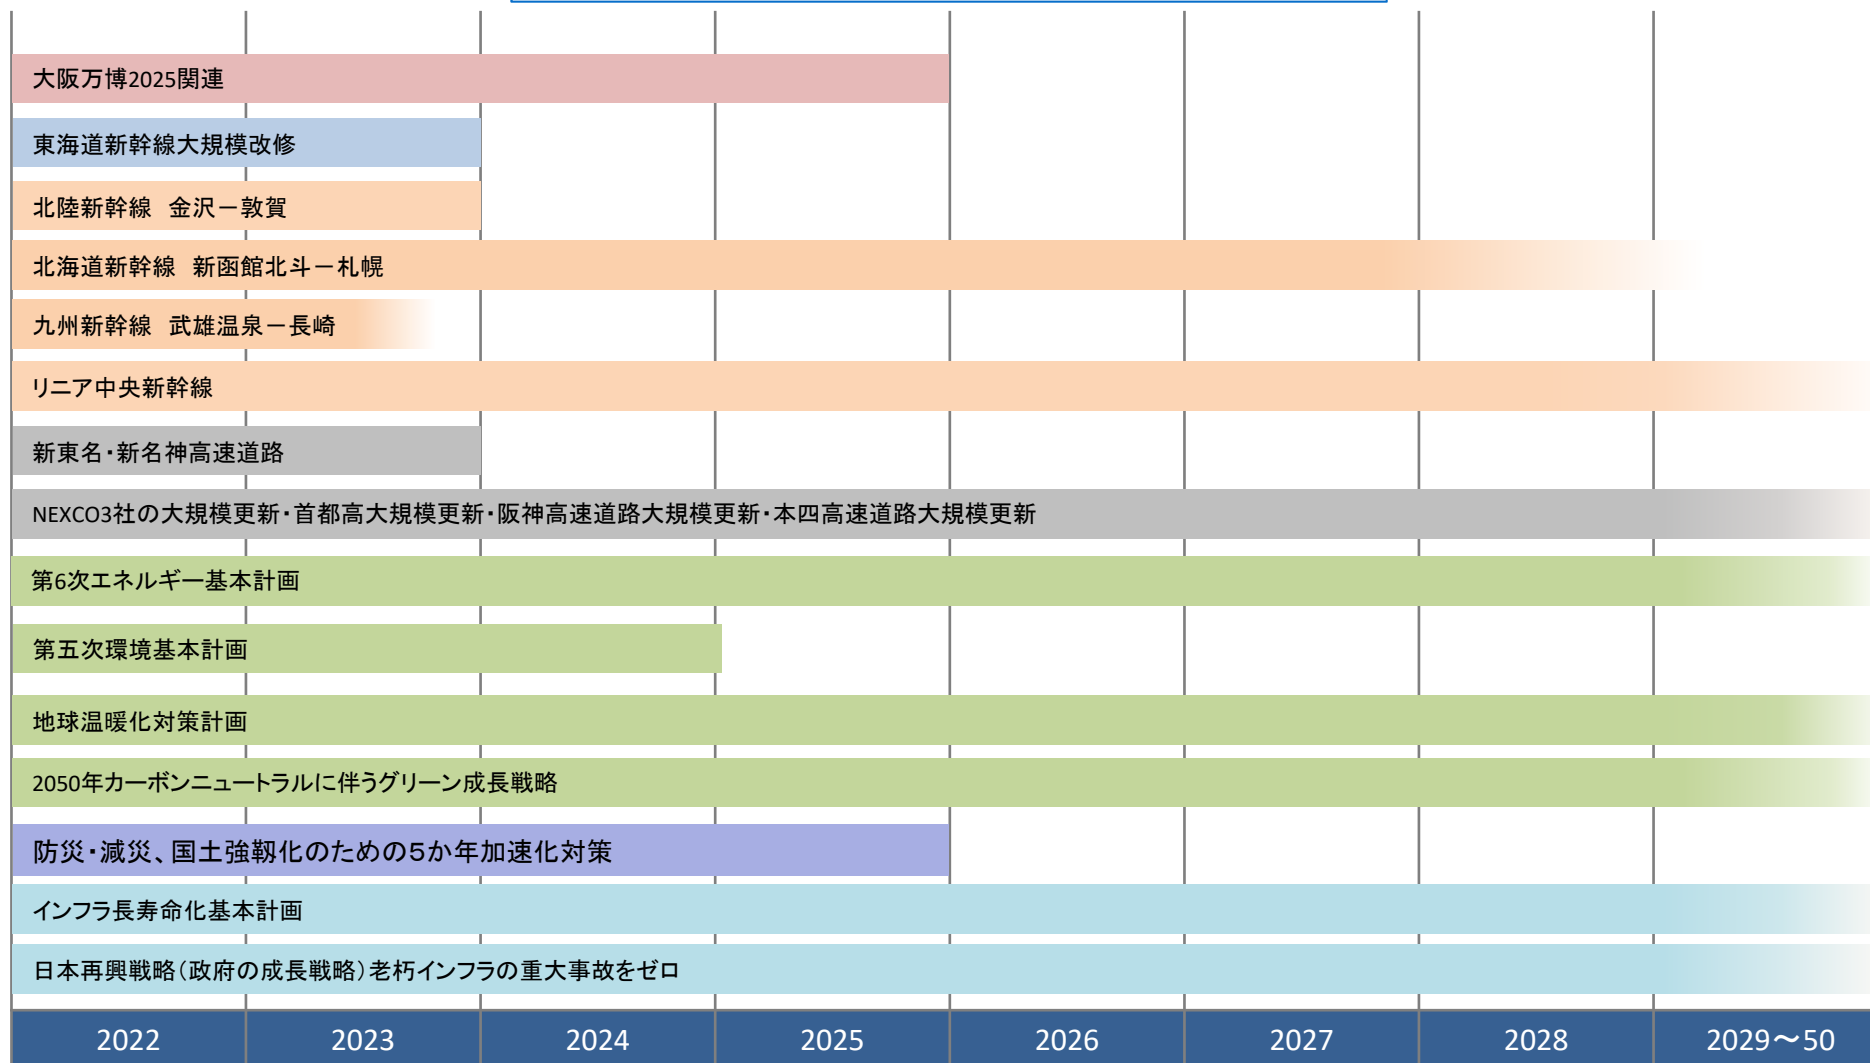 大阪万博2025関連
東海道新幹線大規模改修
北陸新幹線　金沢－敦賀
北海道新幹線　新函館北斗－札幌
九州新幹線　武雄温泉－長崎
リニア中央新幹線
新東名・新名神高速道路
NEXCO3社の大規模更新・首都高大規模更新・阪神高速道路大規模更新・本四高速道路大規模更新
第6次エネルギー基本計画
第五次環境基本計画
地球温暖化対策計画
2050年カーボンニュートラルに伴うグリーン成長戦略
防災・減災、国土強靱化のための5か年加速化対策
インフラ長寿命化基本計画
日本再興戦略（政府の成長戦略）老朽インフラの重大事故をゼロ
2022 2023 2024 2025 2026 2027 2028 2029～50